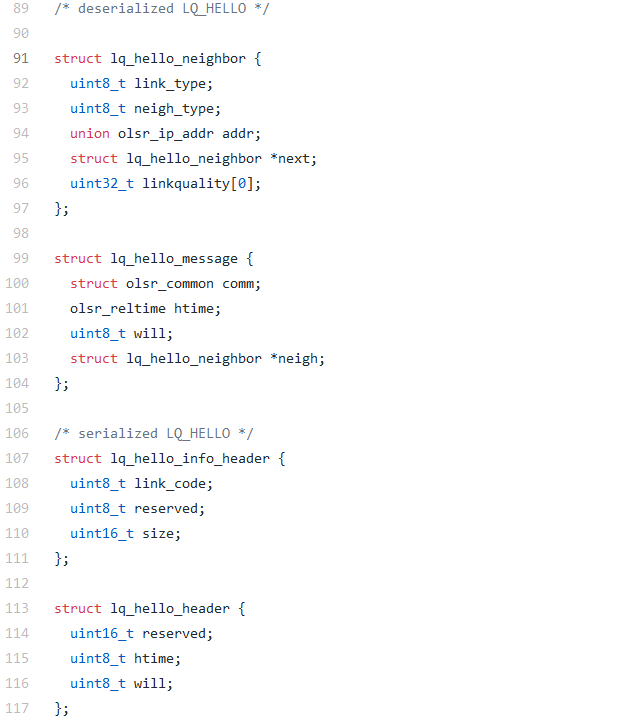 89 /* deserialized LQ_HELLO */
90
91 struct lq_hello_neighbor {
92 uint8_t link_type;
93 uint8_t neigh_type;
94 union olsr_ip_addr addr;
95 struct lq_hello_neighbor *next;
96 uint32_t linkquality[0];
97 };
98
99 struct lq_hello_message {
100 struct olsr_common comm;
101 olsr_reltime htime;
102 uint8_t will;
103 struct lq_hello_neighbor *neigh;
104 };
105
106 /* serialized LQ_HELLO */
107 struct lq_hello_info_header {
108 uint8_t link_code;
109 uint8_t reserved;
110 uint16_t size;
111 };
112
113 struct lq_hello_header {
114 uint16_t reserved;
115 uint8_t htime;
116 uint8_t will;
117 };